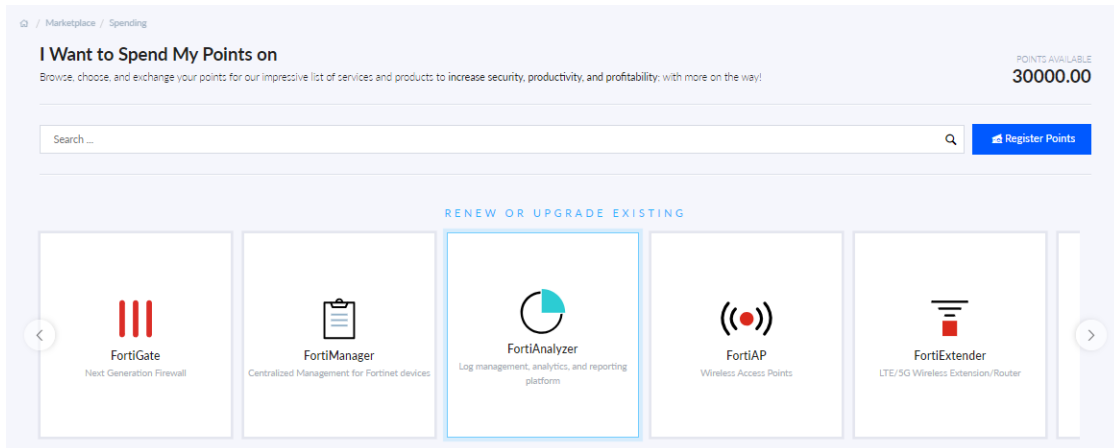 / Marketplace / Spending
I Want to Spend My Points on
Browse, choose, and exchange your points for our impressive list of services and products to increase security, productivity, and profitability; with more on the way!
POINTS AVAILABLE
30000.00
Search ...
Register Points
RENEW OR UPGRADE EXISTING
FortiGate
Next Generation Firewall
FortiManager
Centralized Management for Fortinet devices
FortiAnalyzer
Log management, analytics, and reporting
platform
FortiAP
Wireless Access Points
FortiExtender
LTE/5G Wireless Extension/Router